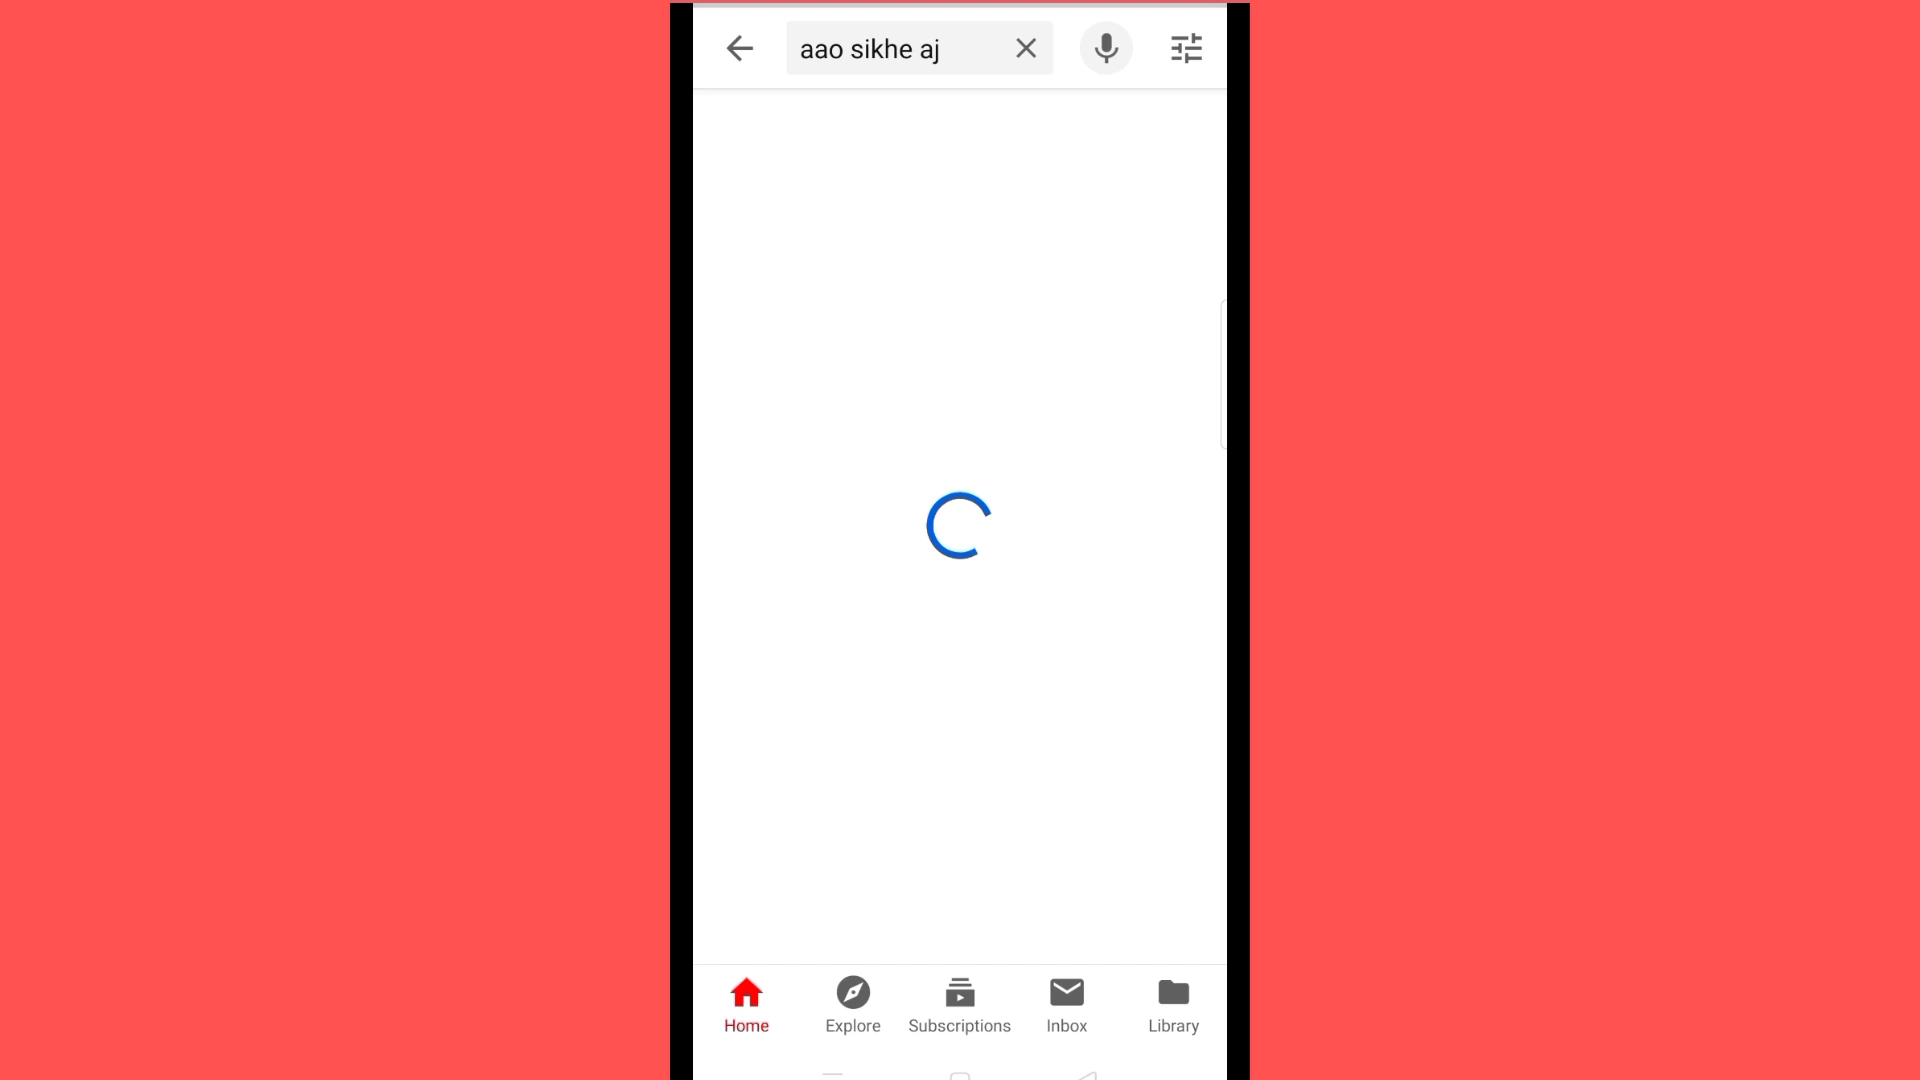 aao sikhe aj
Home
Explore
Subscriptions
Inbox
Library